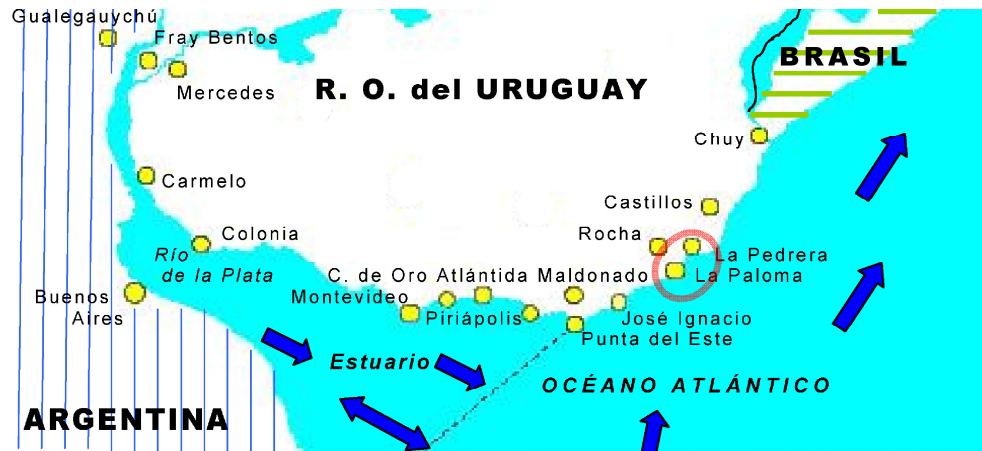 Gualegauychú
Fray Bentos
BRASIL
R. O. del URUGUAY
Mercedes
Chuy
Carmelo
Castillos
Colonia
Rocha
Río
de la Plata
La Pedrera
C. de Oro Atlántida Maldonado
La Paloma
Buenos
Aires
Montevideo
Piriápolis
José Ignacio
Punta del Este
Estuario
OCÉANO ATLÁNTICO
ARGENTINA